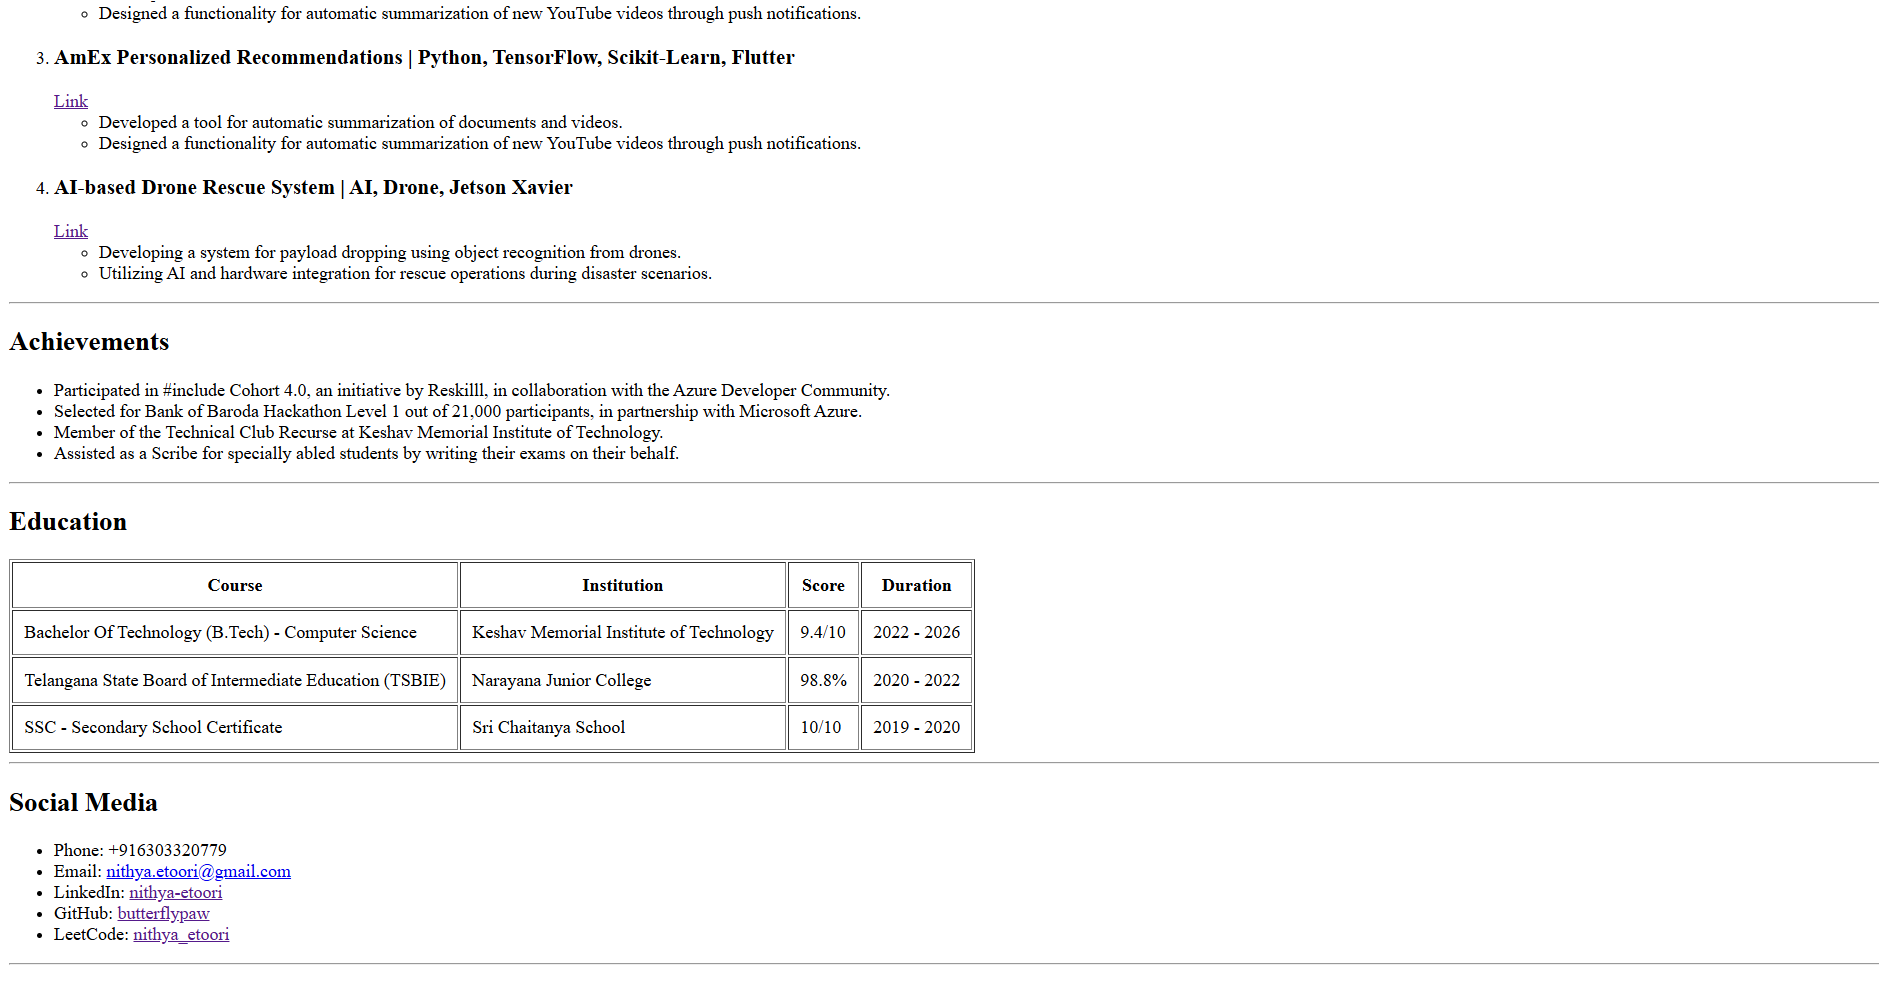 Designed a functionality for automatic summarization of new YouTube videos through push notifications.
3. AmEx Personalized Recommendations | Python, TensorFlow, Scikit-Learn, Flutter
Link
Developed a tool for automatic summarization of documents and videos.
Designed a functionality for automatic summarization of new YouTube videos through push notifications.
4. AI-based Drone Rescue System | AI, Drone, Jetson Xavier
Link
Developing a system for payload dropping using object recognition from drones.
Utilizing AI and hardware integration for rescue operations during disaster scenarios.
Achievements
Participated in #include Cohort 4.0, an initiative by Reskilll, in collaboration with the Azure Developer Community.
Selected for Bank of Baroda Hackathon Level 1 out of 21,000 participants, in partnership with Microsoft Azure.
Member of the Technical Club Recurse at Keshav Memorial Institute of Technology.
Assisted as a Scribe for specially abled students by writing their exams on their behalf.
Education
Course Institution Score Duration
Bachelor Of Technology (B.Tech) - Computer Science Keshav Memorial Institute of Technology 9.4/10 2022 - 2026
Telangana State Board of Intermediate Education (TSBIE) Narayana Junior College 98.8% 2020 - 2022
SSC - Secondary School Certificate Sri Chaitanya School 10/10 2019 - 2020
Social Media
Phone: +916303320779
Email: nithya.etoori@gmail.com
LinkedIn: nithya-etoori
GitHub: butterflypaw
LeetCode: nithya_etoori